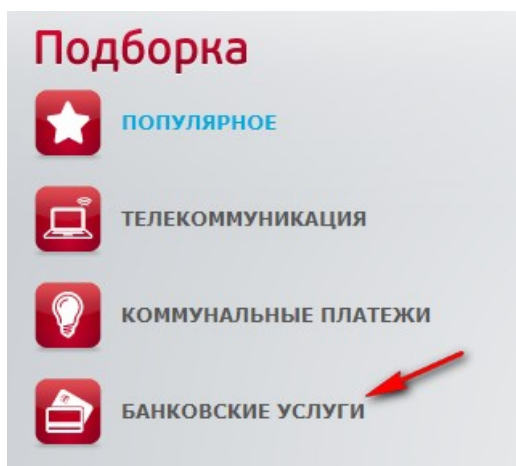 Подборка
ПОПУЛЯРНОЕ
ТЕЛЕКОММУНИКАЦИЯ
КОММУНАЛЬНЫЕ ПЛАТЕЖИ
БАНКОВСКИЕ УСЛУГИ